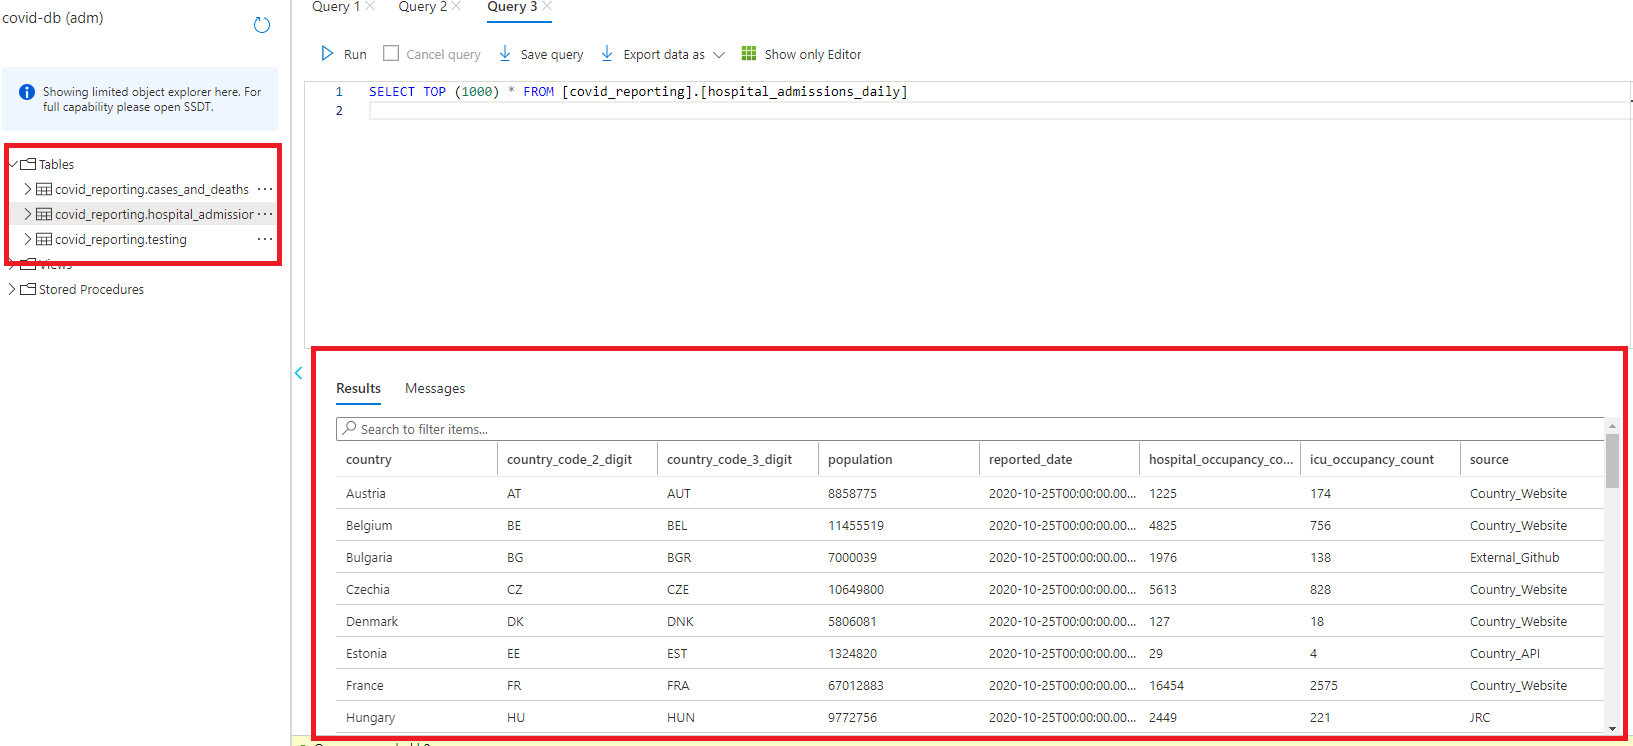 covid-db (adm)
Showing limited object explorer here. For
full capability please open SSDT.
Tables
covid_reporting.cases_and_deaths ...
covid_reporting.hospital_admission ...
covid_reporting.testing ...
Views
Stored Procedures
Query 1 Query 2 Query 3
Run Cancel query Save query Export data as Show only Editor
1 SELECT TOP (1000) * FROM [covid_reporting].[hospital_admissions_daily]
2
Results Messages
Search to filter items...
country country_code_2_digit country_code_3_digit population reported_date hospital_occupancy_co... icu_occupancy_count source
Austria AT AUT 8858775 2020-10-25T00:00:00.00... 1225 174 Country_Website
Belgium BE BEL 11455519 2020-10-25T00:00:00.00... 4825 756 Country_Website
Bulgaria BG BGR 7000039 2020-10-25T00:00:00.00... 1976 138 External_Github
Czechia CZ CZE 10649800 2020-10-25T00:00:00.00... 5613 828 Country_Website
Denmark DK DNK 5806081 2020-10-25T00:00:00.00... 127 18 Country_Website
Estonia EE EST 1324820 2020-10-25T00:00:00.00... 29 4 Country_API
France FR FRA 67012883 2020-10-25T00:00:00.00... 16454 2575 Country_Website
Hungary HU HUN 9772756 2020-10-25T00:00:00.00... 2449 221 JRC